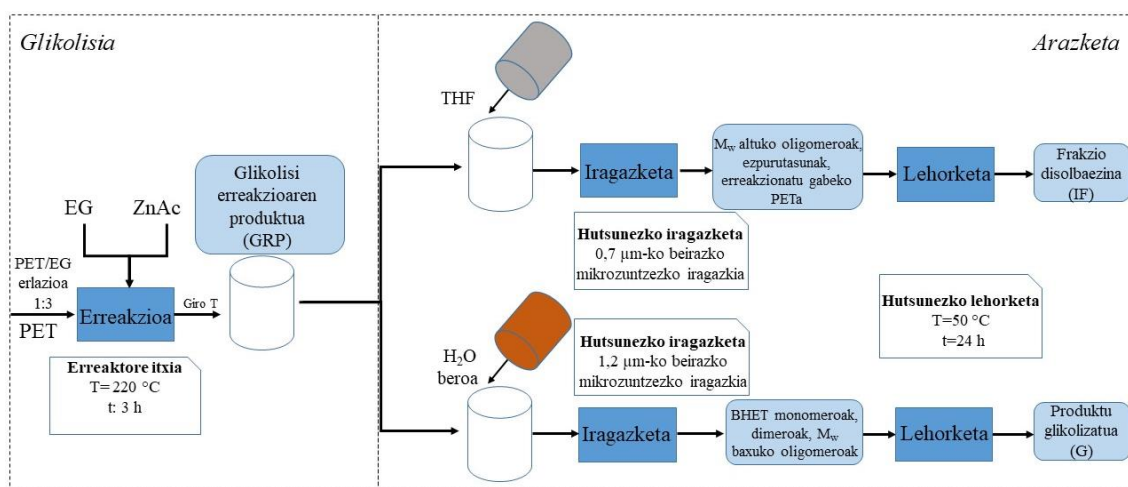 Glikolisia
Arazketa
EG
ZnAc
PET/EG
erlazioa
1:3
PET
Erreakzioa
Giro T
Erreaktore itxia
T= 220 °C
t: 3 h
Glikolisi
erreakzioaren
produktua
(GRP)
THF
Iragazketa
Mw altuko oligomeroak,
ezpurutasunak,
erreakzionatu gabeko
PETa
Lehorketa
Frakzio
disolbaezina
(IF)
Hutsunezko iragazketa
0,7 µm-ko beirazko
mikrozuntzezko iragazkia
Hutsunezko lehorketa
T=50 °C
t=24 h
Hutsunezko iragazketa
1,2 µm-ko beirazko
mikrozuntzezko iragazkia
H2O
beroa
Iragazketa
BHET monomeroak,
dimeroak, Mw
baxuko oligomeroak
Lehorketa
Produktu
glikolizatua
(G)